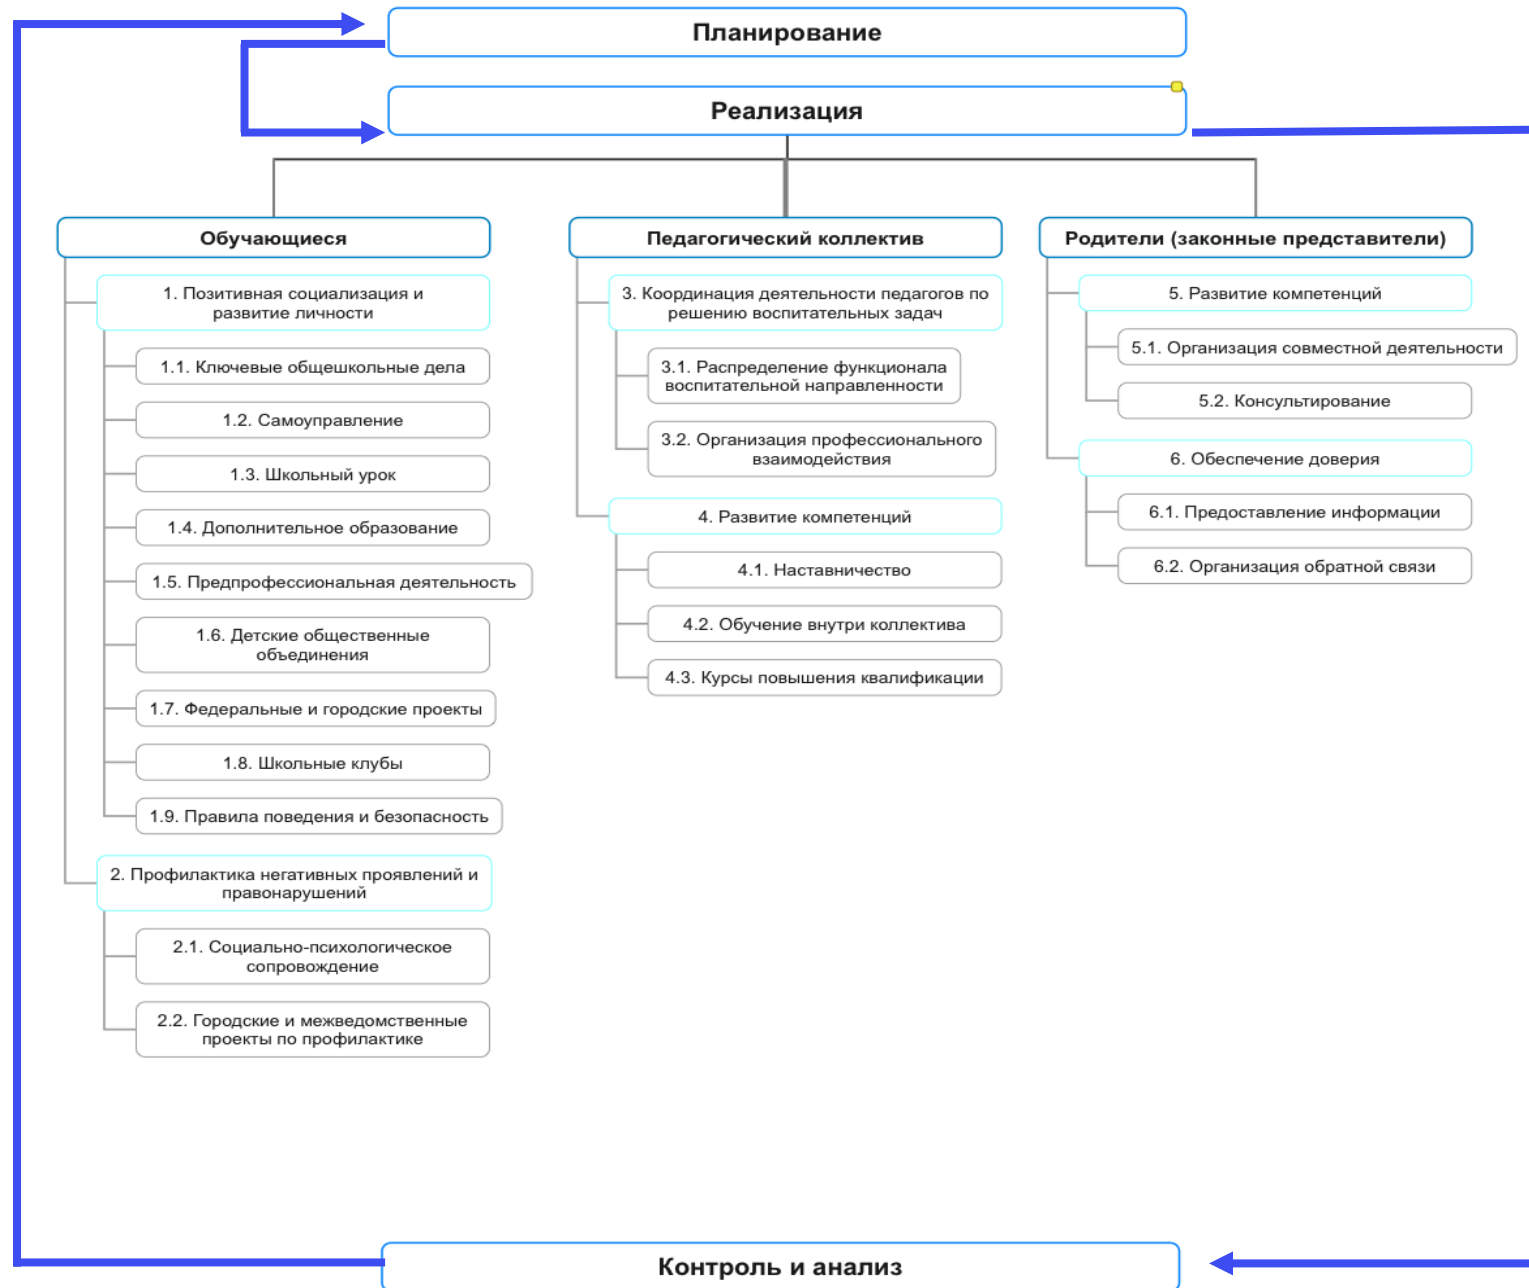 Планирование
Реализация
Обучающиеся
1. Позитивная социализация и
развитие личности
1.1. Ключевые общешкольные дела
1.2. Самоуправление
1.3. Школьный урок
1.4. Дополнительное образование
1.5. Предпрофессиональная деятельность
1.6. Детские общественные
объединения
1.7. Федеральные и городские проекты
1.8. Школьные клубы
1.9. Правила поведения и безопасность
2. Профилактика негативных проявлений и
правонарушений
2.1. Социально-психологическое
сопровождение
2.2. Городские и межведомственные
проекты по профилактике
Педагогический коллектив
3. Координация деятельности педагогов по
решению воспитательных задач
3.1. Распределение функционала
воспитательной направленности
3.2. Организация профессионального
взаимодействия
4. Развитие компетенций
4.1. Наставничество
4.2. Обучение внутри коллектива
4.3. Курсы повышения квалификации
Родители (законные представители)
5. Развитие компетенций
5.1. Организация совместной деятельности
5.2. Консультирование
6. Обеспечение доверия
6.1. Предоставление информации
6.2. Организация обратной связи
Контроль и анализ